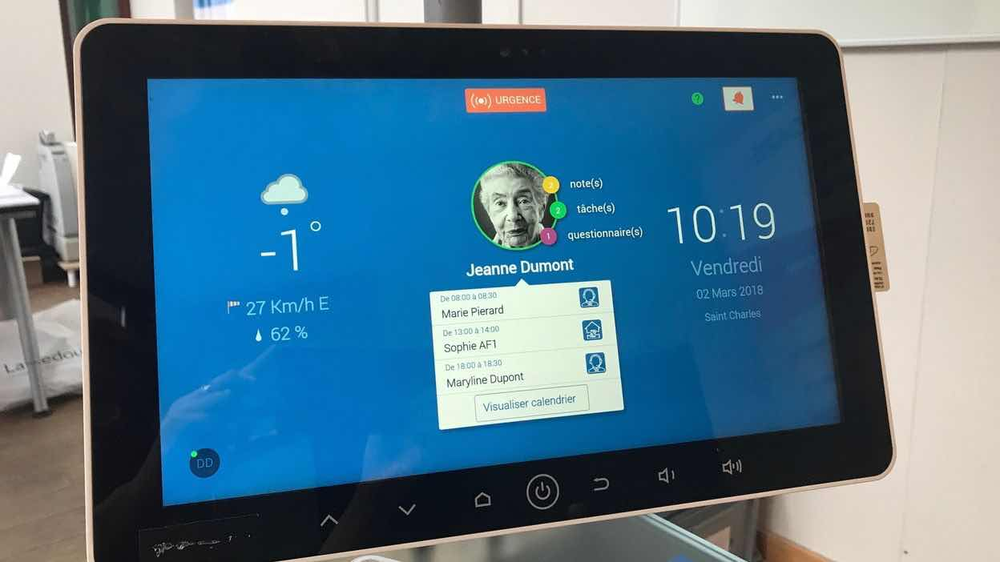 URGENCE
?
-1°
27 Km/h E
62 %
2 note(s)
2 tâche(s)
1 questionnaire(s)
Jeanne Dumont
De 08:00 à 08:30
Marie Pierard
De 13:00 à 14:00
Sophie AF1
De 18:00 à 18:30
Maryline Dupont
Visualiser calendrier
10:19
Vendredi
02 Mars 2018
Saint Charles
DD